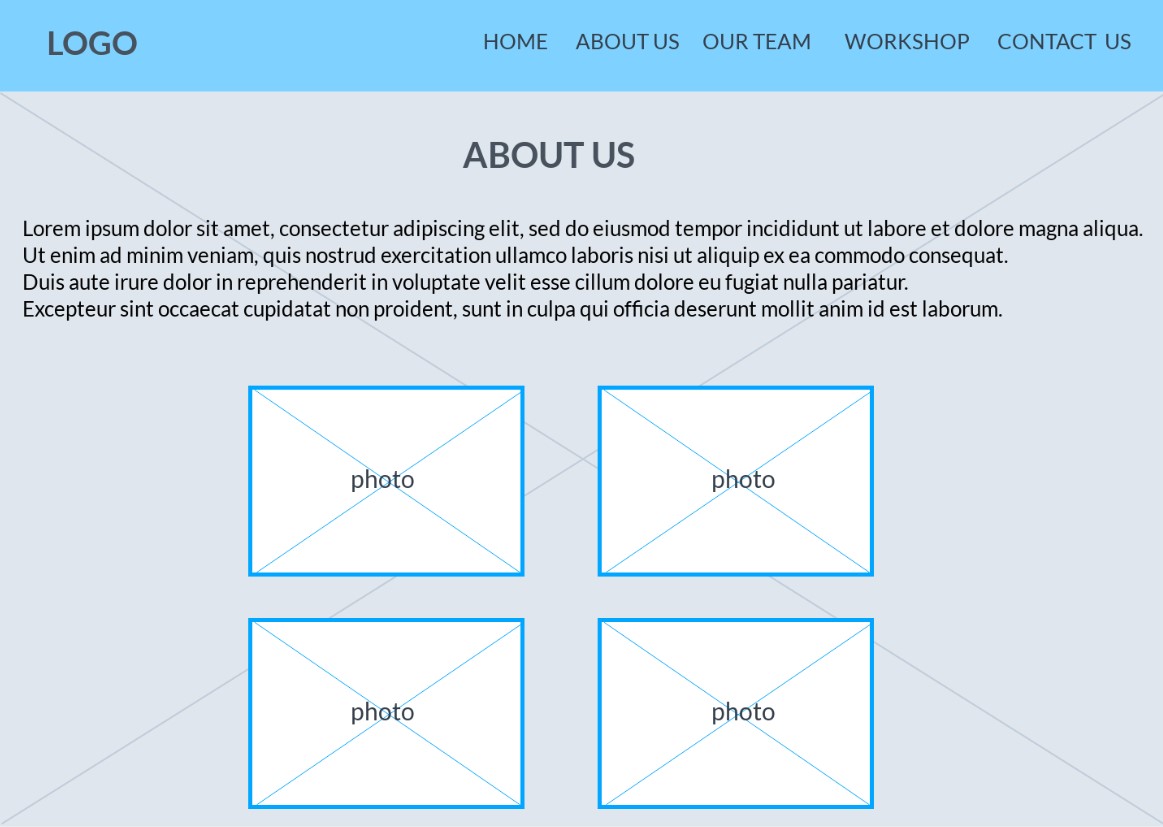 LOGO HOME ABOUT US OUR TEAM WORKSHOP CONTACT US
ABOUT US
Lorem ipsum dolor sit amet, consectetur adipiscing elit, sed do eiusmod tempor incididunt ut labore et dolore magna aliqua.
Ut enim ad minim veniam, quis nostrud exercitation ullamco laboris nisi ut aliquip ex ea commodo consequat.
Duis aute irure dolor in reprehenderit in voluptate velit esse cillum dolore eu fugiat nulla pariatur.
Excepteur sint occaecat cupidatat non proident, sunt in culpa qui officia deserunt mollit anim id est laborum.
photo photo
photo photo